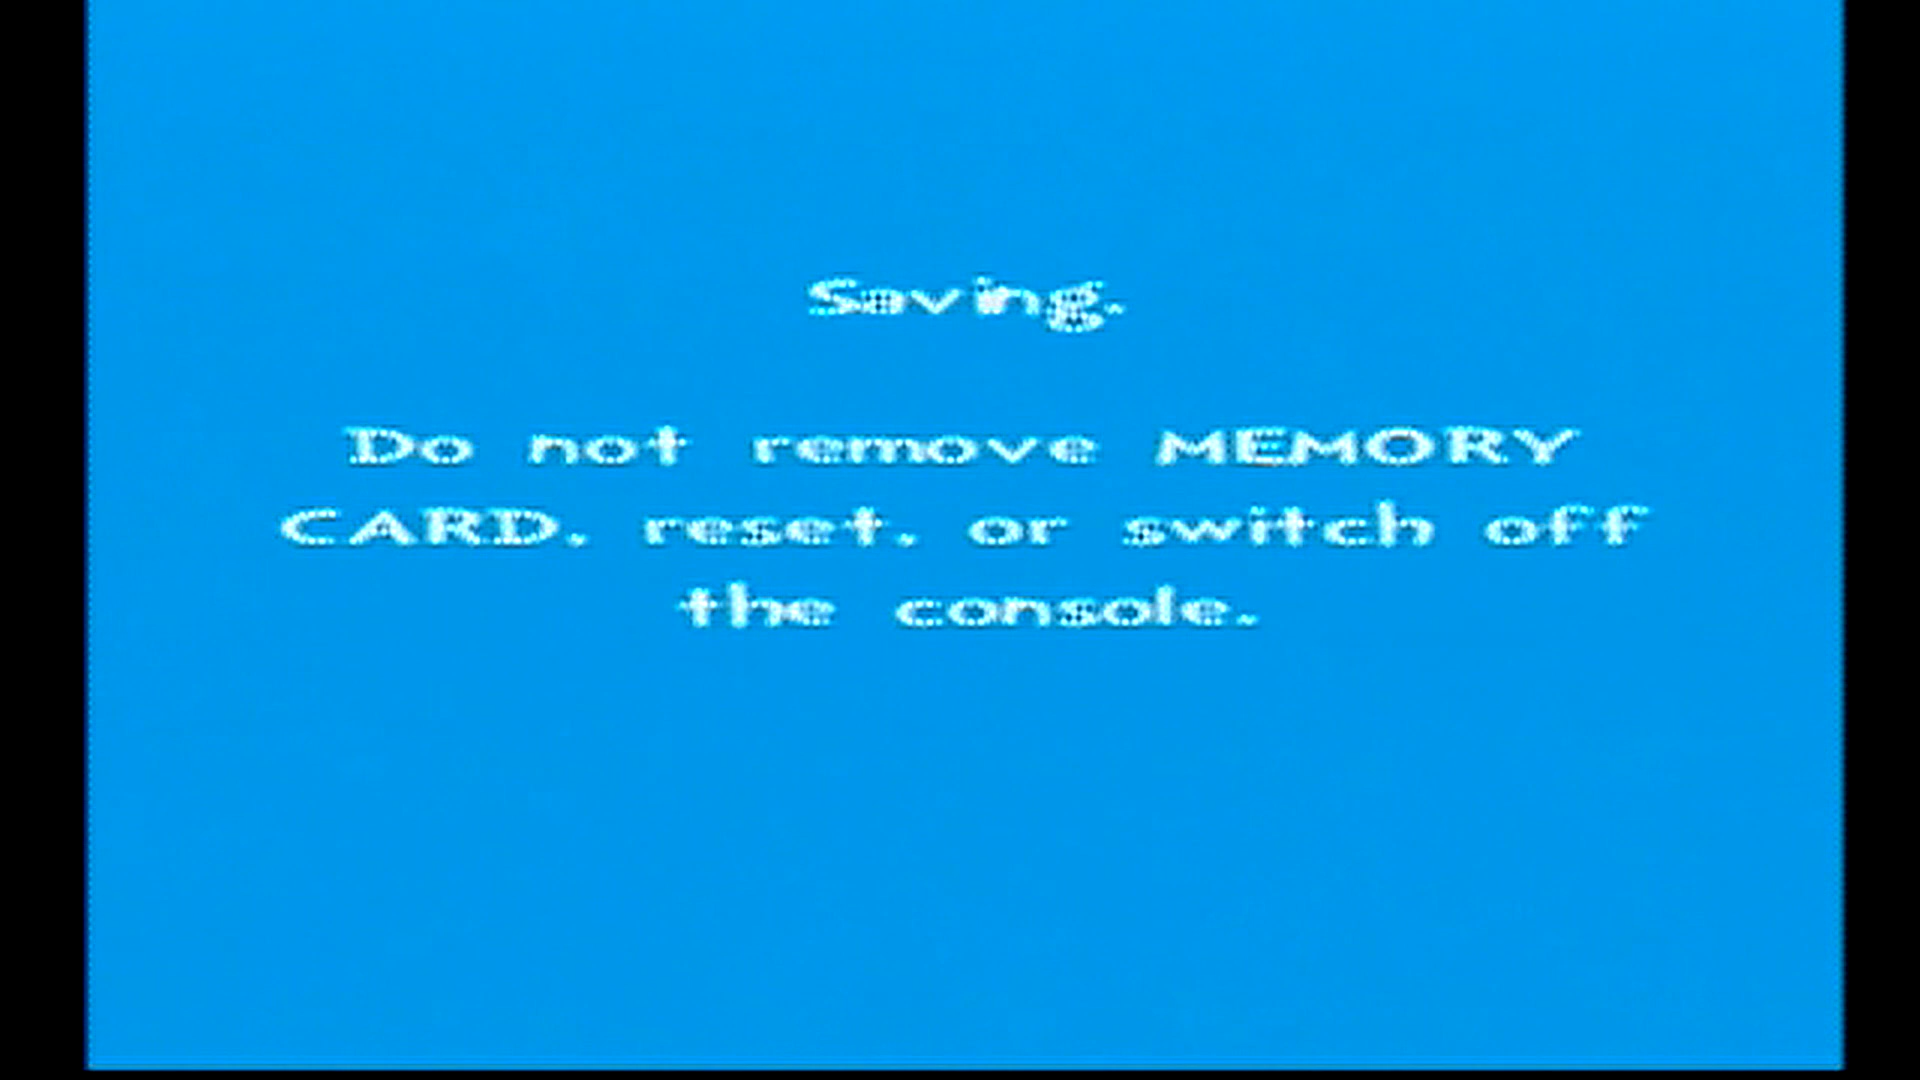 Saving.
Do not remove MEMORY
CARD, reset, or switch off
the console.